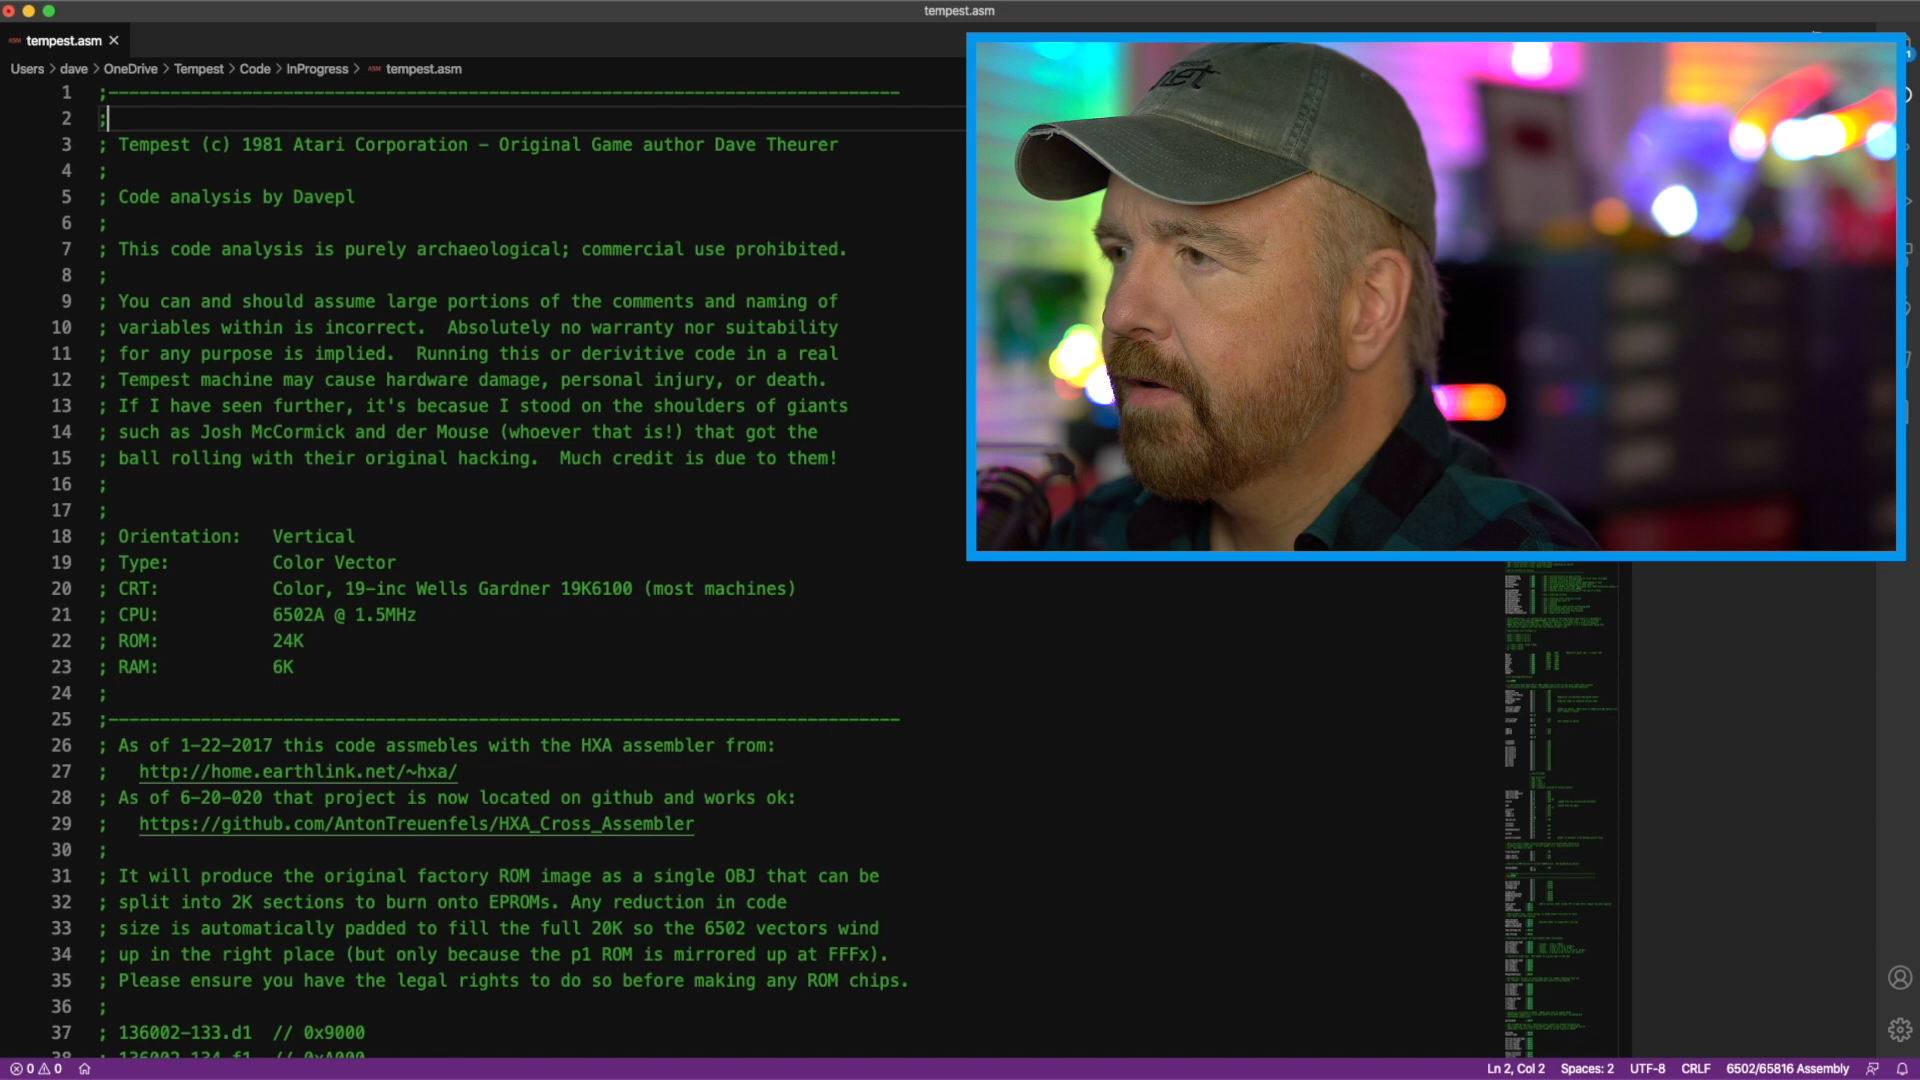 tempest.asm
tempest.asm
Users > dave > OneDrive > Tempest > Code > InProgress > tempest.asm
1 ;-----------------------------------------------------------------------------
2 ;
3 ; Tempest (c) 1981 Atari Corporation - Original Game author Dave Theurer
4 ;
5 ; Code analysis by Davepl
6 ;
7 ; This code analysis is purely archaeological; commercial use prohibited.
8 ;
9 ; You can and should assume large portions of the comments and naming of
10 ; variables within is incorrect.  Absolutely no warranty nor suitability
11 ; for any purpose is implied.  Running this or derivitive code in a real
12 ; Tempest machine may cause hardware damage, personal injury, or death.
13 ; If I have seen further, it's becasue I stood on the shoulders of giants
14 ; such as Josh McCormick and der Mouse (whoever that is!) that got the
15 ; ball rolling with their original hacking.  Much credit is due to them!
16 ;
17 ;
18 ; Orientation:   Vertical
19 ; Type:          Color Vector
20 ; CRT:           Color, 19-inc Wells Gardner 19K6100 (most machines)
21 ; CPU:           6502A @ 1.5MHz
22 ; ROM:           24K
23 ; RAM:           6K
24 ;
25 ;-----------------------------------------------------------------------------
26 ; As of 1-22-2017 this code assmebles with the HXA assembler from:
27 ;   http://home.earthlink.net/~hxa/
28 ; As of 6-20-020 that project is now located on github and works ok:
29 ;   https://github.com/AntonTreuenfels/HXA_Cross_Assembler
30 ;
31 ; It will produce the original factory ROM image as a single OBJ that can be
32 ; split into 2K sections to burn onto EPROMs. Any reduction in code
33 ; size is automatically padded to fill the full 20K so the 6502 vectors wind
34 ; up in the right place (but only because the p1 ROM is mirrored up at FFFx).
35 ; Please ensure you have the legal rights to do so before making any ROM chips.
36 ;
37 ; 136002-133.d1  // 0x9000
38 ; 136002-134.f1  // 0xA000
0 0
Ln 2, Col 2 Spaces: 2 UTF-8 CRLF 6502/65816 Assembly